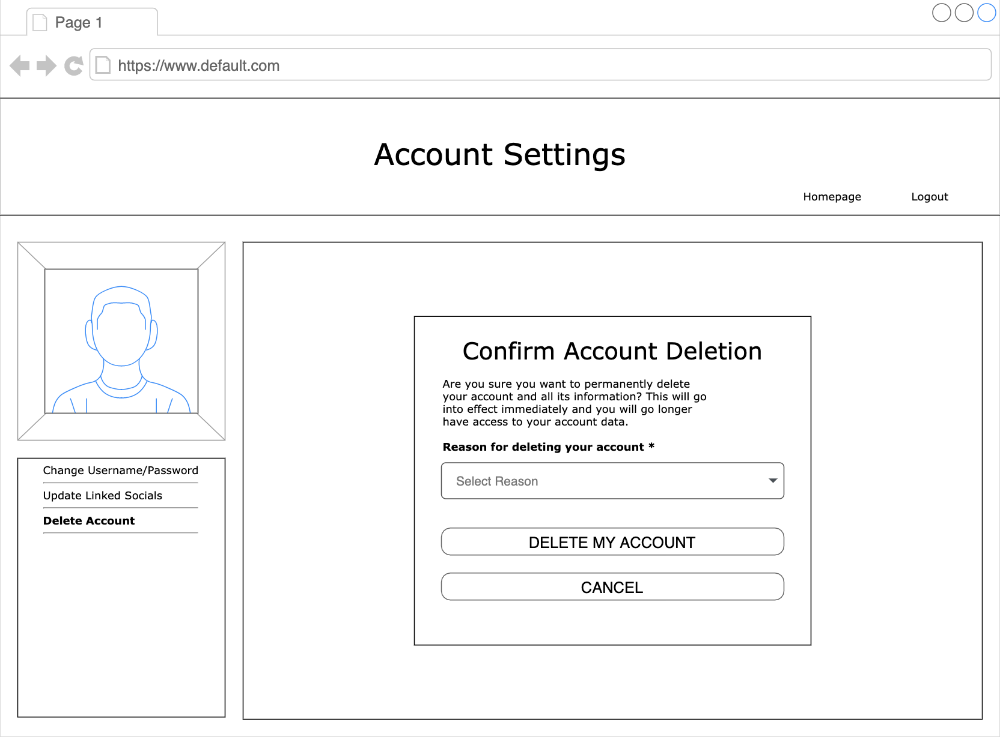 Page 1
https://www.default.com
Account Settings
Homepage
Logout
Change Username/Password
Update Linked Socials
Delete Account
Confirm Account Deletion
Are you sure you want to permanently delete
your account and all its information? This will go
into effect immediately and you will go longer
have access to your account data.
Reason for deleting your account *
Select Reason
DELETE MY ACCOUNT
CANCEL